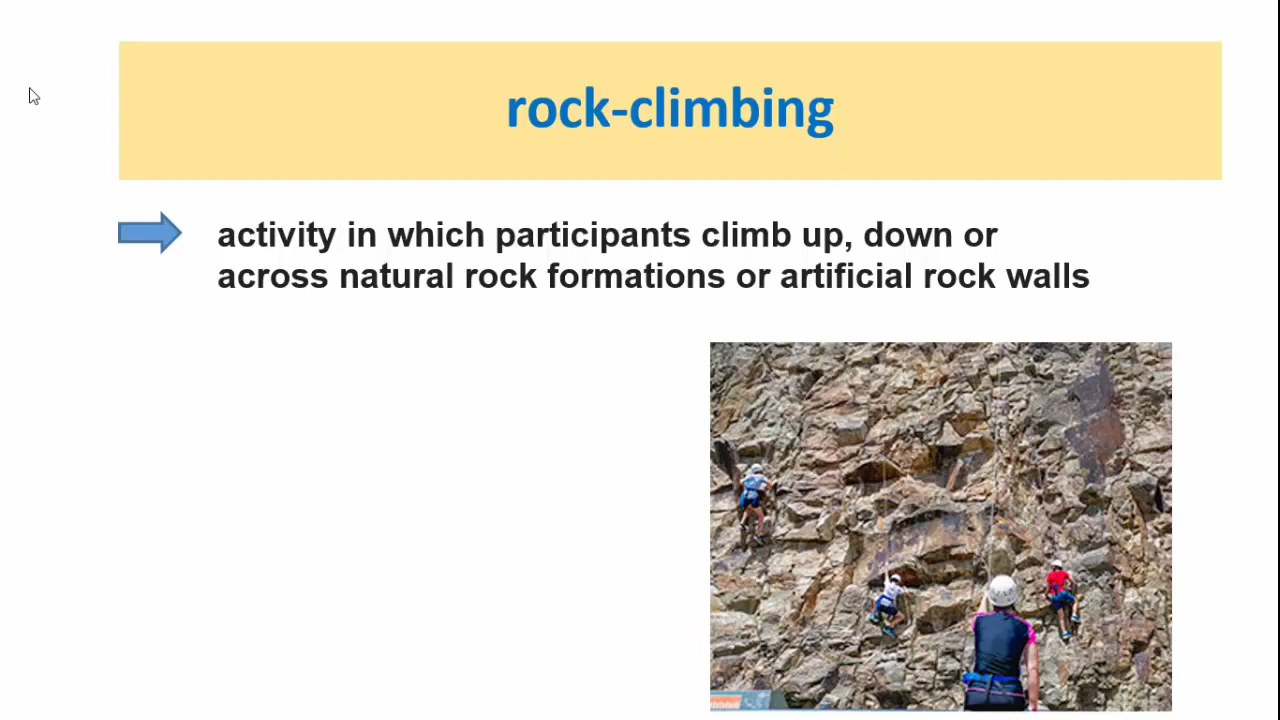 rock-climbing
activity in which participants climb up, down or
across natural rock formations or artificial rock walls